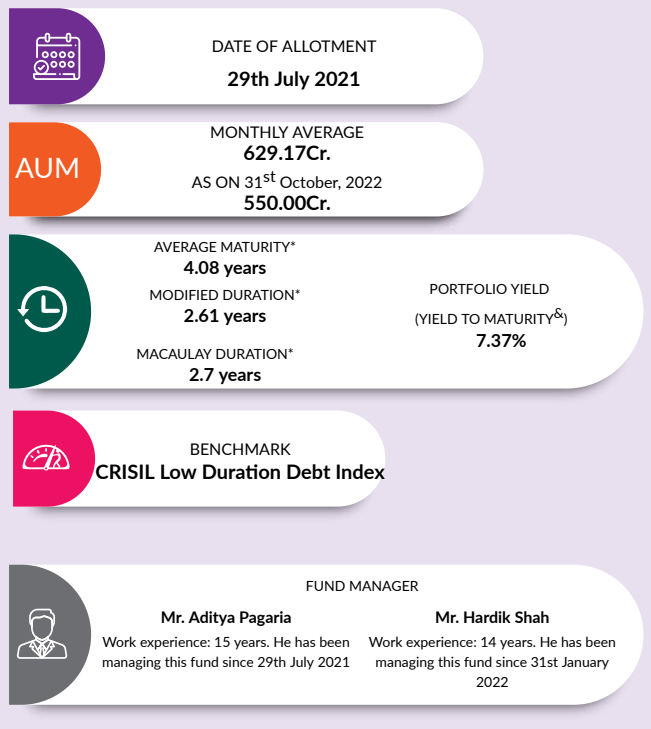 DATE OF ALLOTMENT
29th July 2021
AUM
MONTHLY AVERAGE
629.17Cr.
AS ON 31st October, 2022
550.00Cr.
AVERAGE MATURITY*
4.08 years
MODIFIED DURATION*
2.61 years
MACAULAY DURATION*
2.7 years
PORTFOLIO YIELD
(YIELD TO MATURITY&)
7.37%
BENCHMARK
CRISIL Low Duration Debt Index
FUND MANAGER
Mr. Aditya Pagaria
Work experience: 15 years. He has been
managing this fund since 29th July 2021
Mr. Hardik Shah
Work experience: 14 years. He has been
managing this fund since 31st January
2022